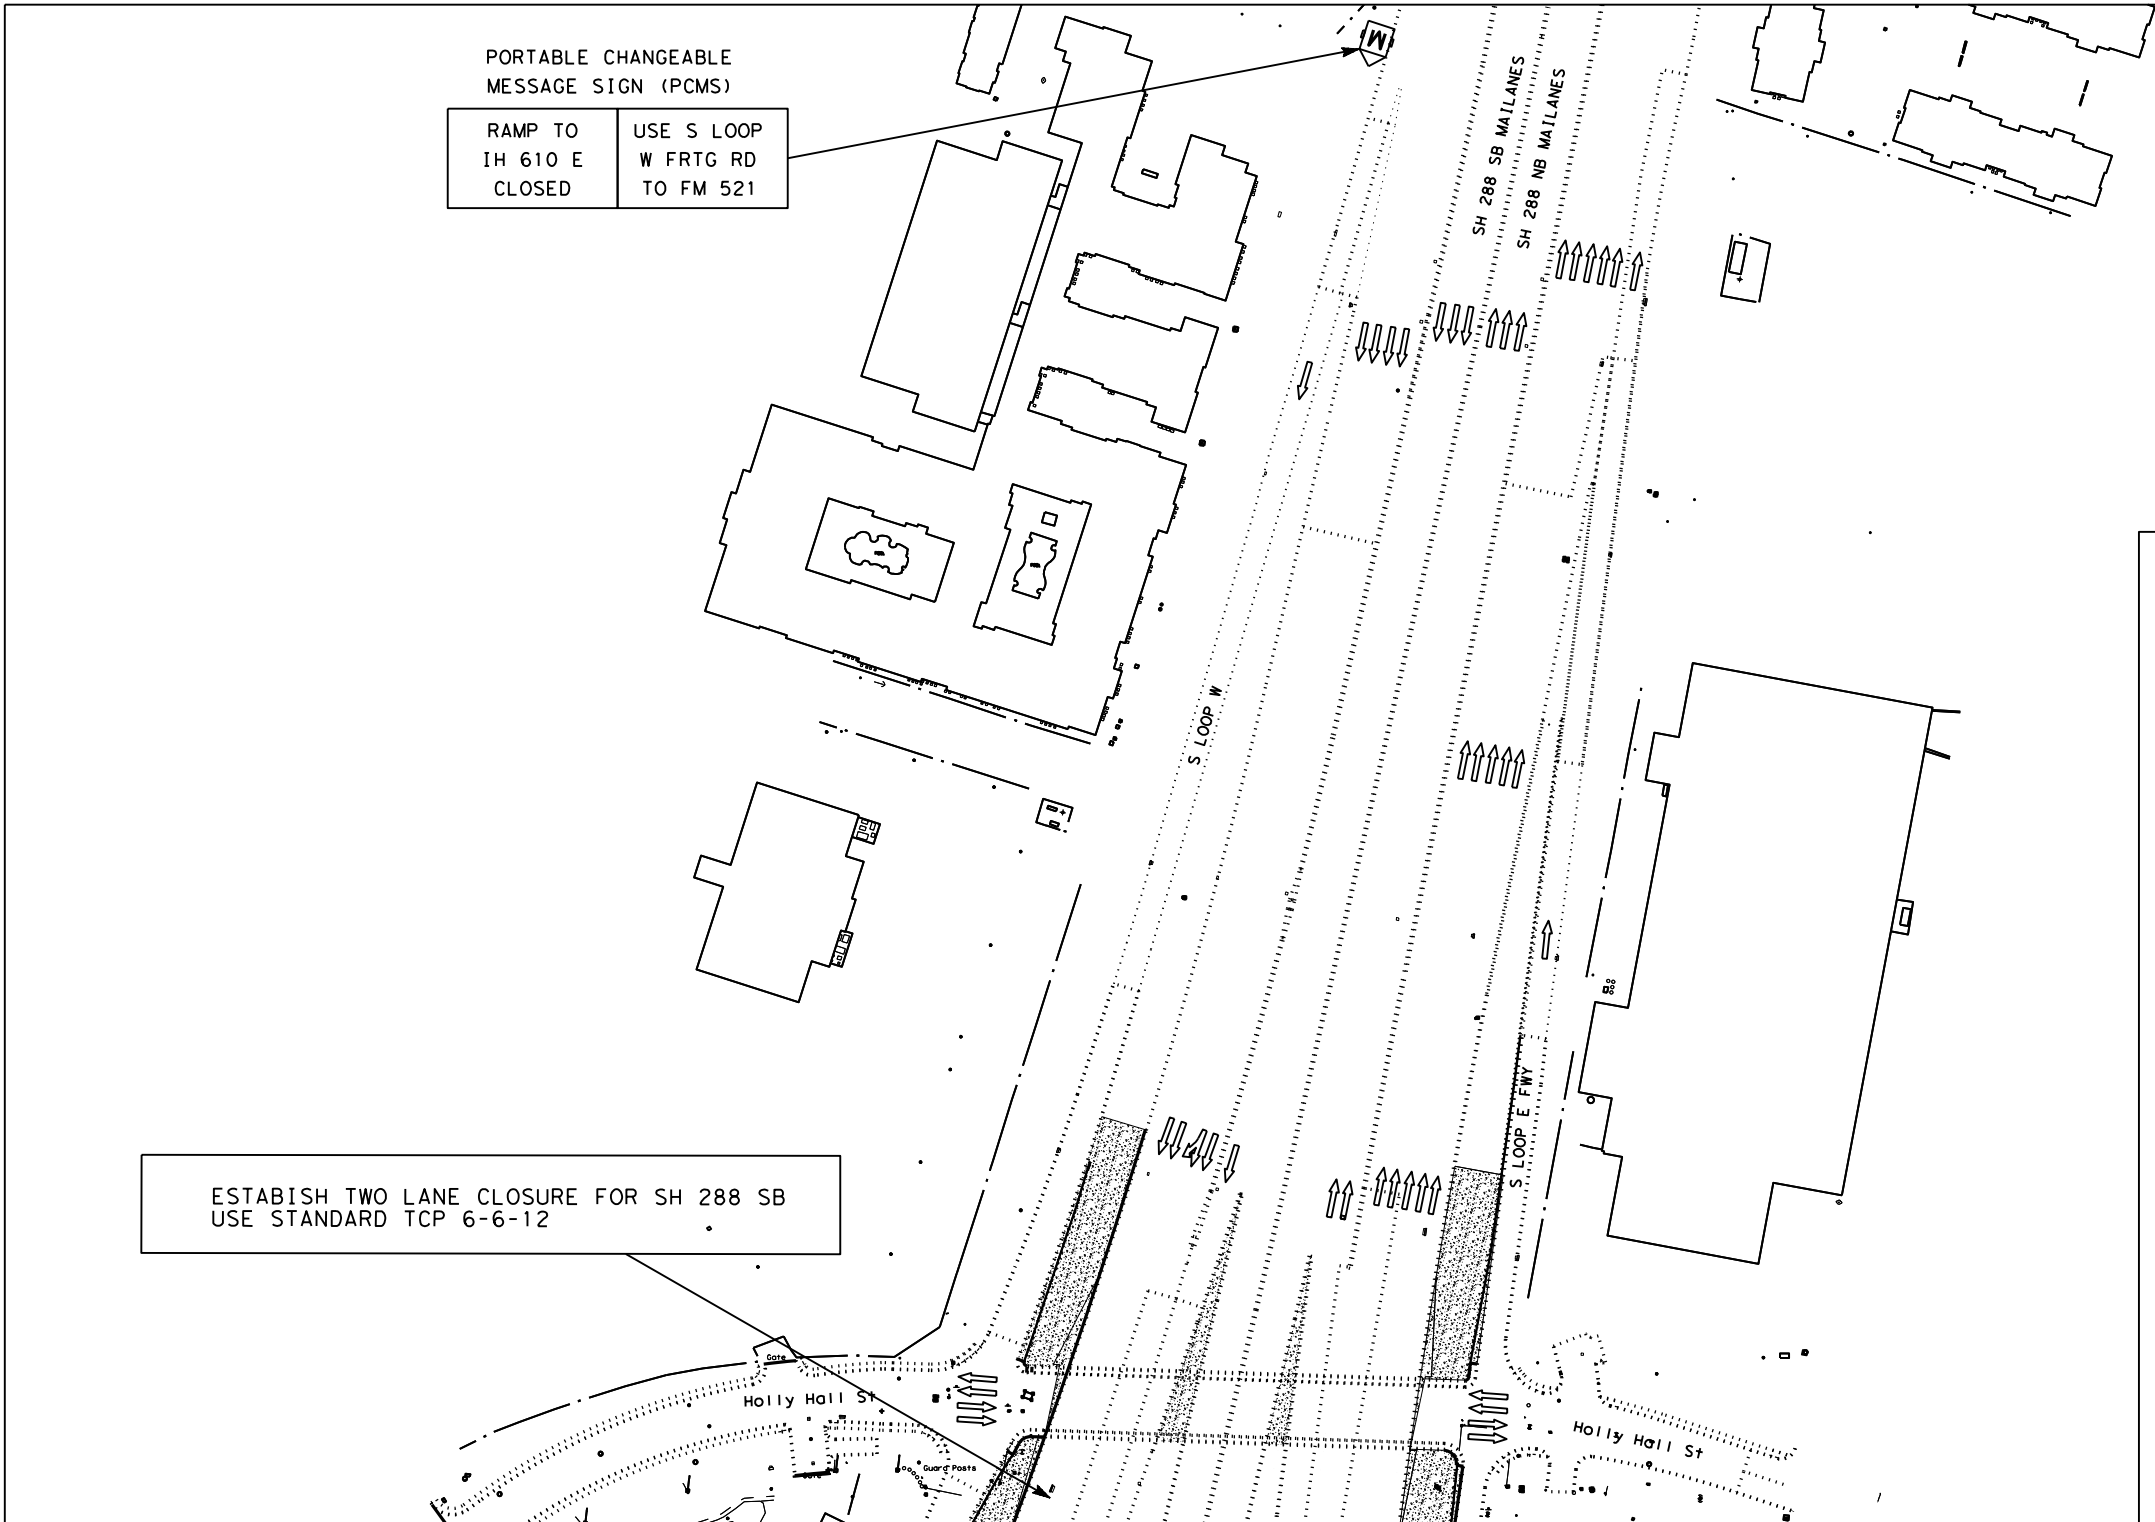 PORTABLE CHANGEABLE
MESSAGE SIGN (PCMS)
RAMP TO
IH 610 E
CLOSED
USE S LOOP
W FRTG RD
TO FM 521
M
SH 288 SB MAILANES
SH 288 NB MAILANES
S LOOP W
S LOOP E FWY
ESTABISH TWO LANE CLOSURE FOR SH 288 SB
USE STANDARD TCP 6-6-12
Gate
Holly Hall St
Holly Hall St
Guard Posts